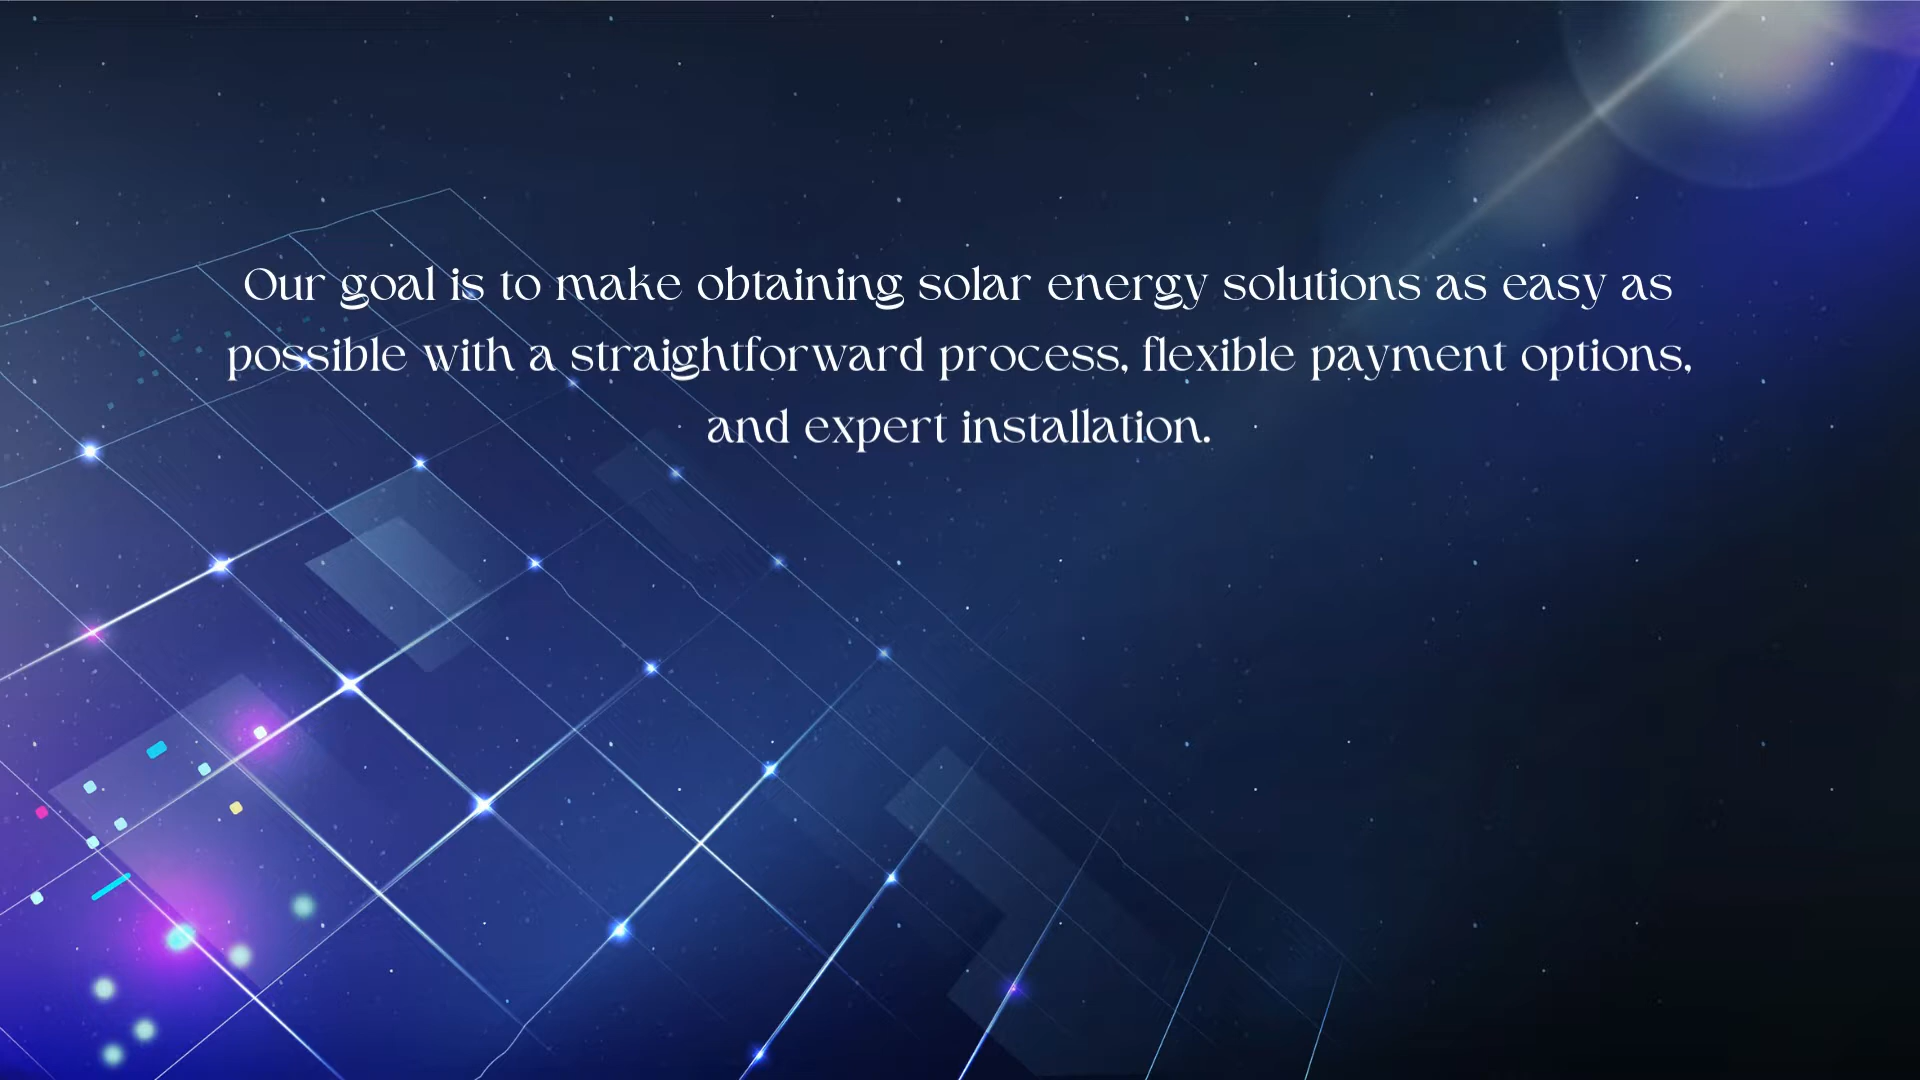 Our goal is to make obtaining solar energy solutions as easy as
possible with a straightforward process, flexible payment options,
and expert installation.